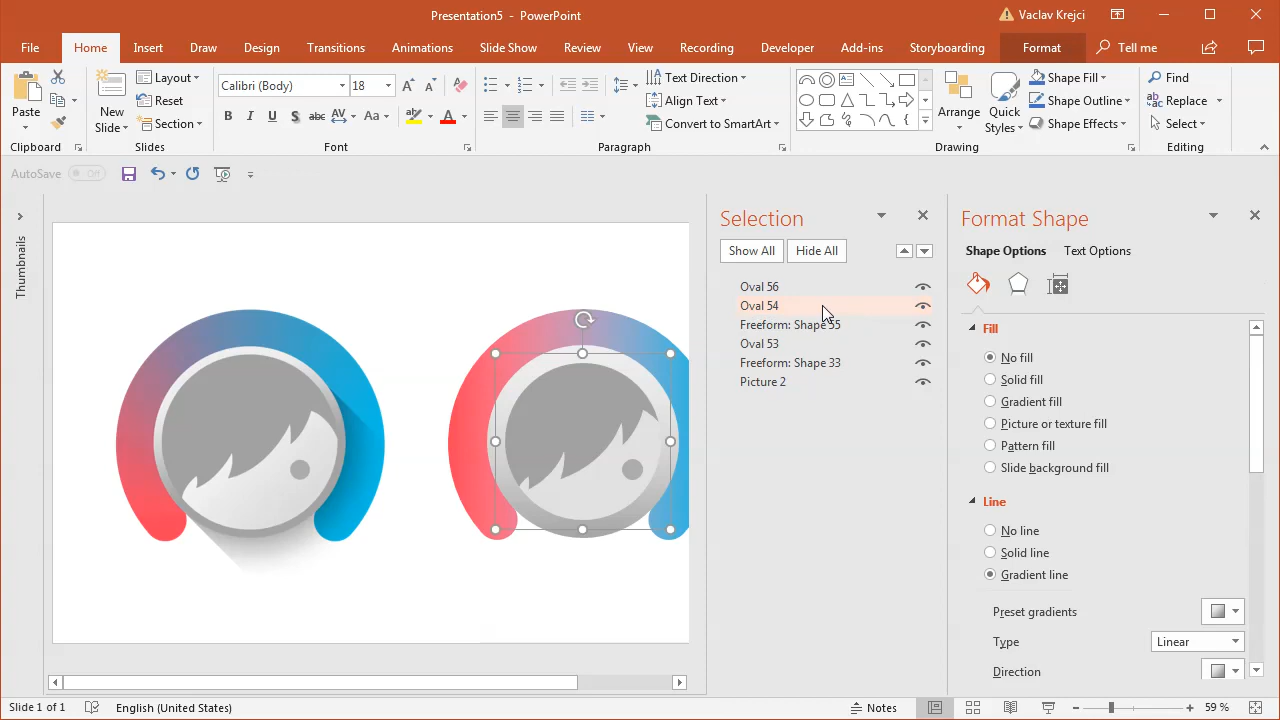 Presentation5 - PowerPoint
Vaclav Krejci
File Home Insert Draw Design Transitions Animations Slide Show Review View Recording Developer Add-ins Storyboarding Format Tell me
Paste
Clipboard
New Slide
Layout
Reset
Section
Slides
Calibri (Body) 18
B I U S abc AV Aa
A
Font
Text Direction
Align Text
Convert to SmartArt
Paragraph
Arrange
Quick Styles
Shape Fill
Shape Outline
Shape Effects
Drawing
Find
Replace
Select
Editing
AutoSave Off
Thumbnails
Selection
Show All Hide All
Oval 56
Oval 54
Freeform: Shape 55
Oval 53
Freeform: Shape 33
Picture 2
Format Shape
Shape Options Text Options
Fill
No fill
Solid fill
Gradient fill
Picture or texture fill
Pattern fill
Slide background fill
Line
No line
Solid line
Gradient line
Preset gradients
Type Linear
Direction
Slide 1 of 1 English (United States) Notes 59 %